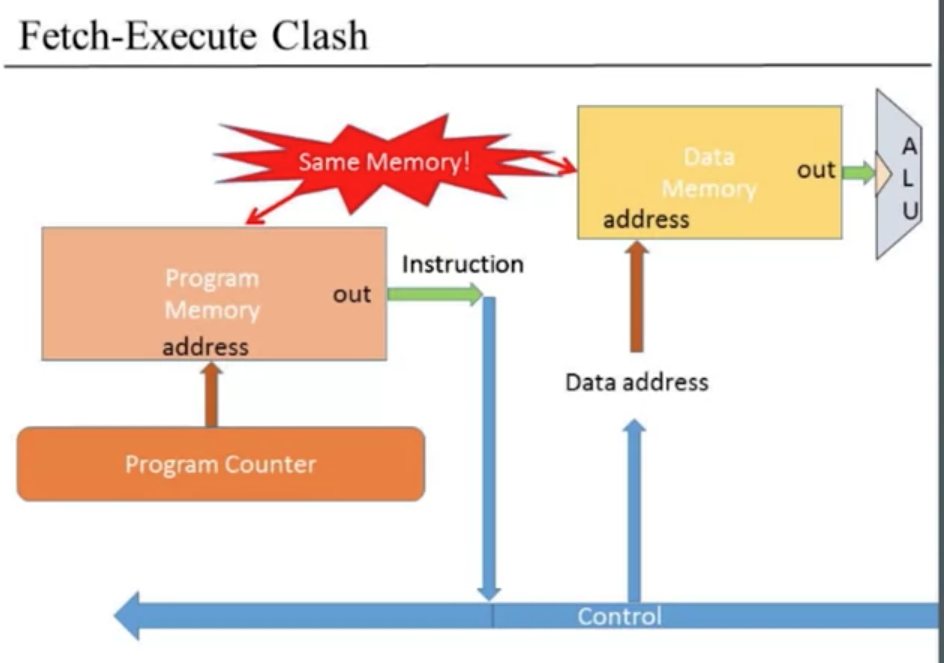 Fetch-Execute Clash
Same Memory!
Data
Memory
out
address
A
L
U
Program
Memory
out
address
Instruction
Data address
Program Counter
Control